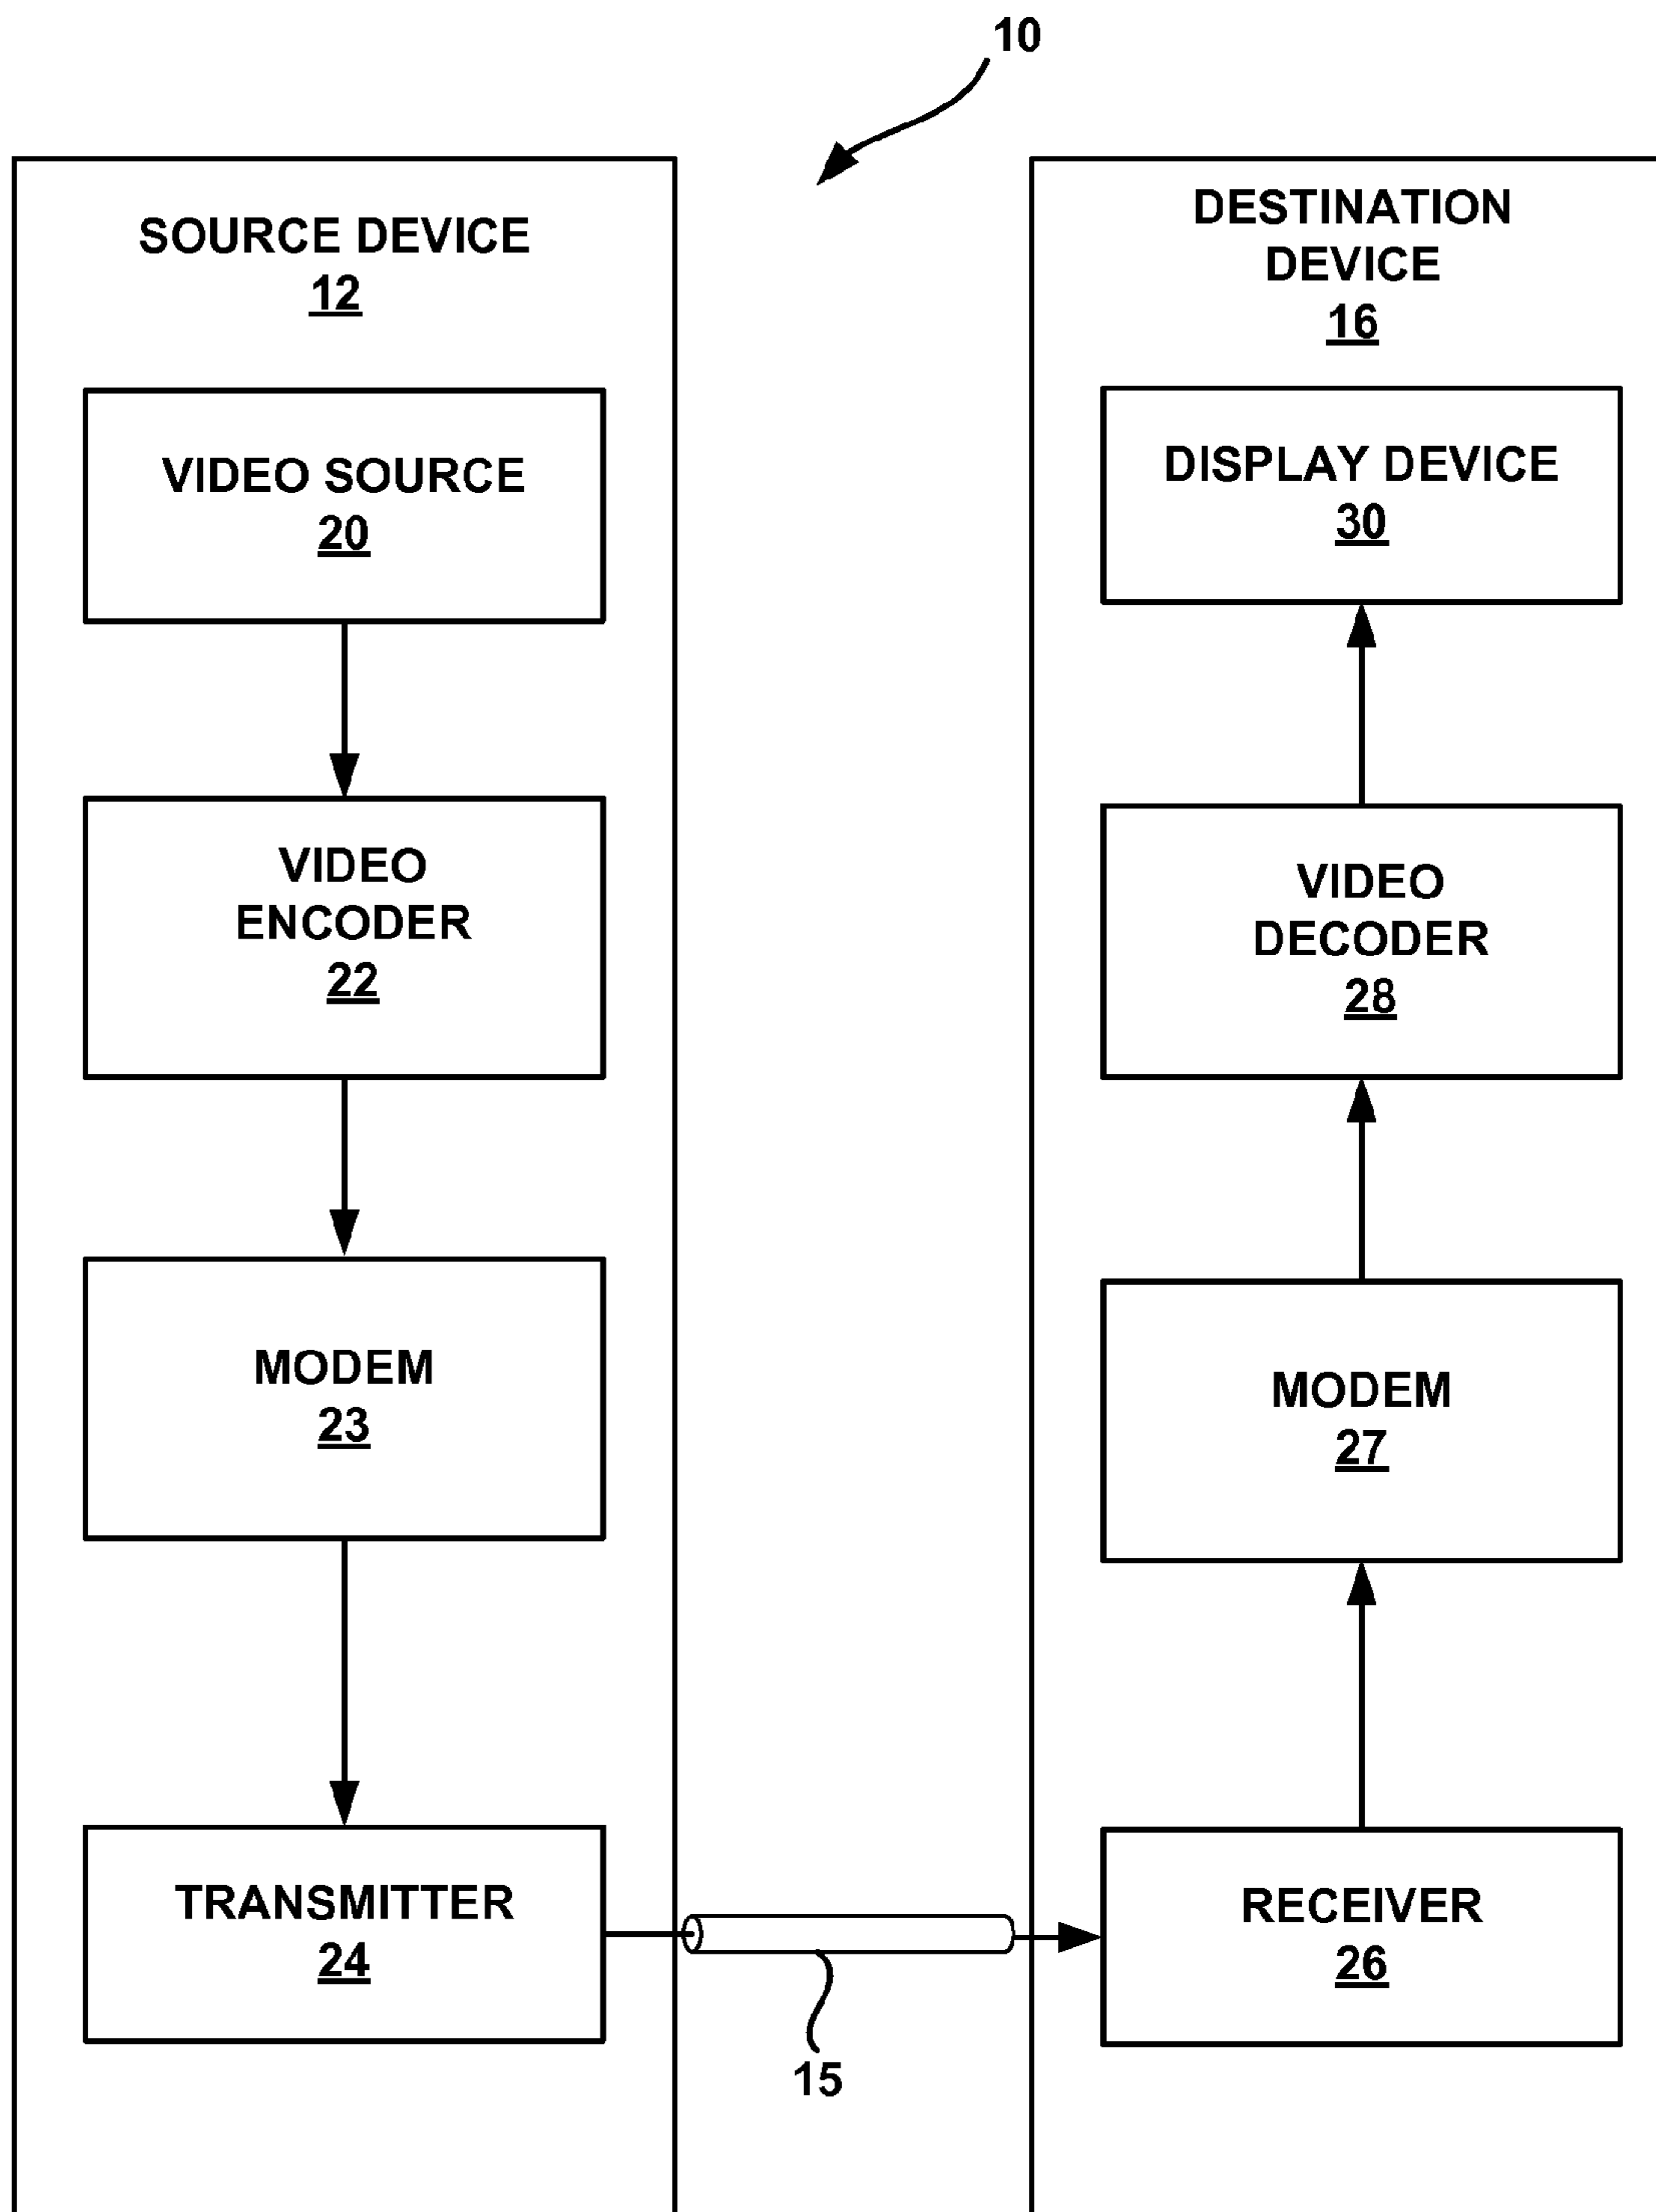 10
SOURCE DEVICE
12
VIDEO SOURCE
20
VIDEO
ENCODER
22
MODEM
23
TRANSMITTER
24
15
DESTINATION
DEVICE
16
DISPLAY DEVICE
30
VIDEO
DECODER
28
MODEM
27
RECEIVER
26